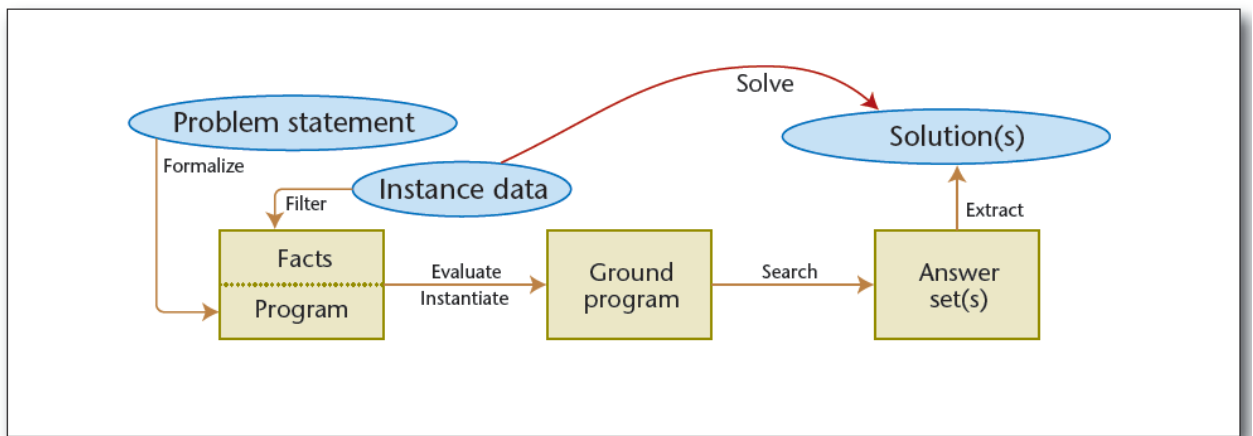 Solve
Problem statement
Solution(s)
Formalize
Instance data
Filter
Extract
Facts
Program
Evaluate
Instantiate
Ground
program
Search
Answer
set(s)